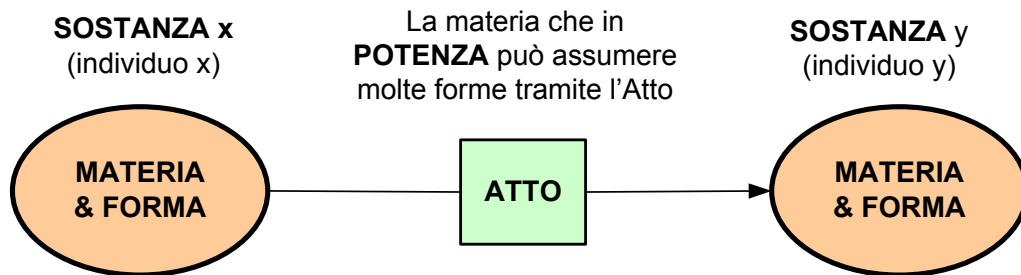 SOSTANZA x
(individuo x)
La materia che in
POTENZA può assumere
molte forme tramite l'Atto
SOSTANZA y
(individuo y)
MATERIA
& FORMA
ATTO
MATERIA
& FORMA